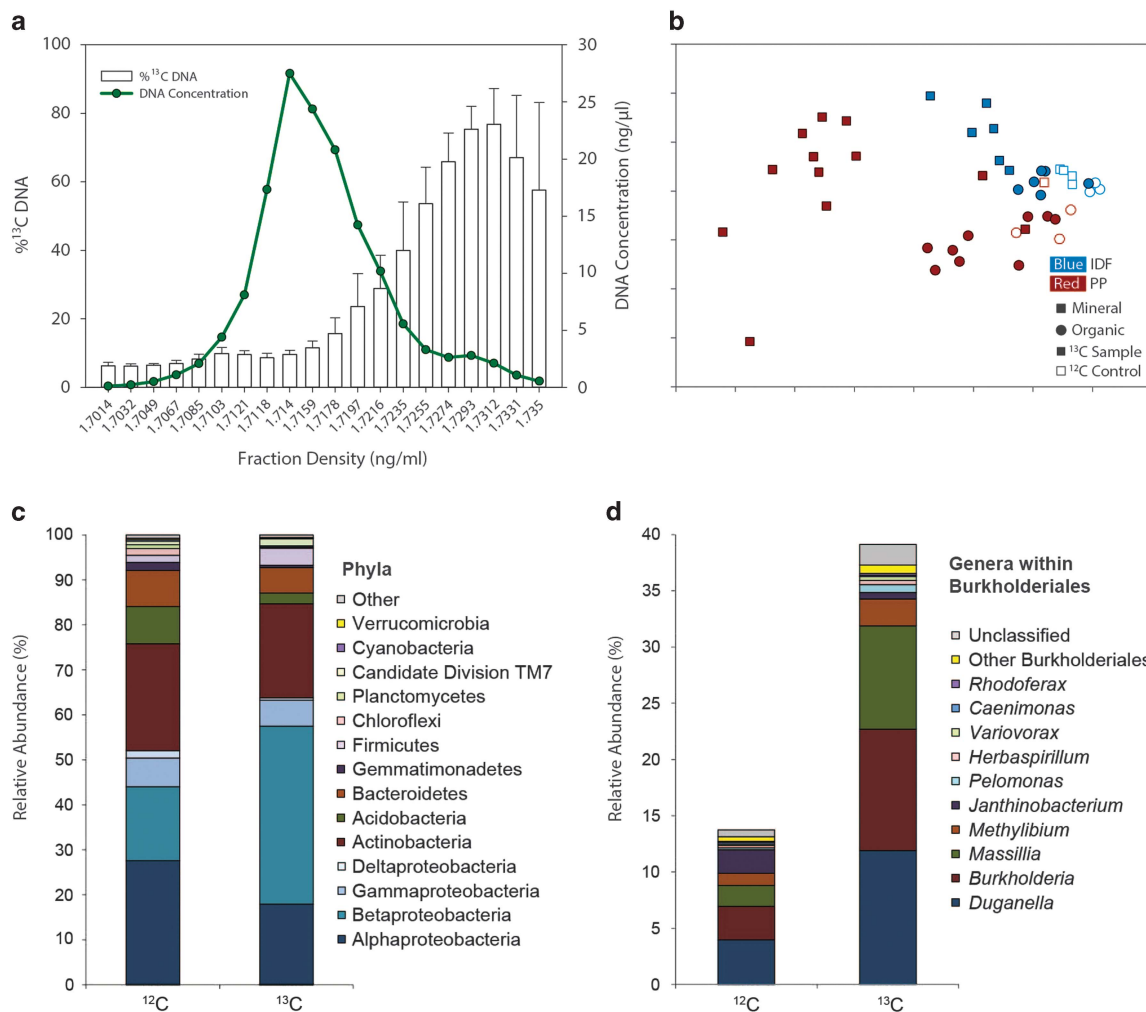 a
100
80
60
40
20
0
%¹³C DNA
% ¹³C DNA
DNA Concentration
30
25
20
15
10
5
0
DNA Concentration (ng/µl)
1.7014
1.7032
1.7049
1.7067
1.7085
1.7103
1.7121
1.7118
1.714
1.7159
1.7178
1.7197
1.7216
1.7235
1.7255
1.7274
1.7293
1.7312
1.7331
1.735
Fraction Density (ng/ml)
b
Blue IDF
Red PP
Mineral
Organic
¹³C Sample
¹²C Control
c
100
90
80
70
60
50
40
30
20
10
0
Relative Abundance (%)
¹²C
¹³C
Phyla
Other
Verrucomicrobia
Cyanobacteria
Candidate Division TM7
Planctomycetes
Chloroflexi
Firmicutes
Gemmatimonadetes
Bacteroidetes
Acidobacteria
Actinobacteria
Deltaproteobacteria
Gammaproteobacteria
Betaproteobacteria
Alphaproteobacteria
d
40
35
30
25
20
15
10
5
0
Relative Abundance (%)
¹²C
¹³C
Genera within
Burkholderiales
Unclassified
Other Burkholderiales
Rhodoferax
Caenimonas
Variovorax
Herbaspirillum
Pelomonas
Janthinobacterium
Methylibium
Massillia
Burkholderia
Duganella